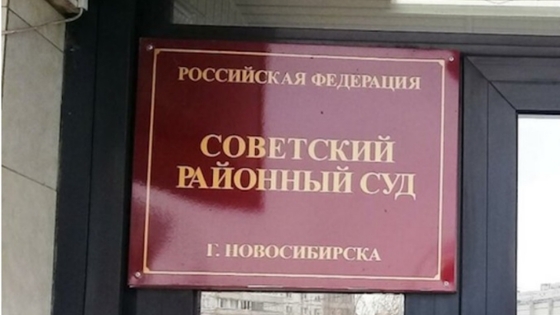 РОССИЙСКАЯ ФЕДЕРАЦИЯ
СОВЕТСКИЙ
РАЙОННЫЙ СУД
Г. НОВОСИБИРСКА